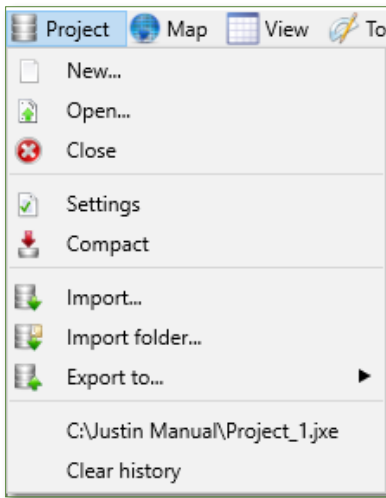 Project Map View To
New...
Open...
Close
Settings
Compact
Import...
Import folder...
Export to...
C:\Justin Manual\Project_1.jxe
Clear history